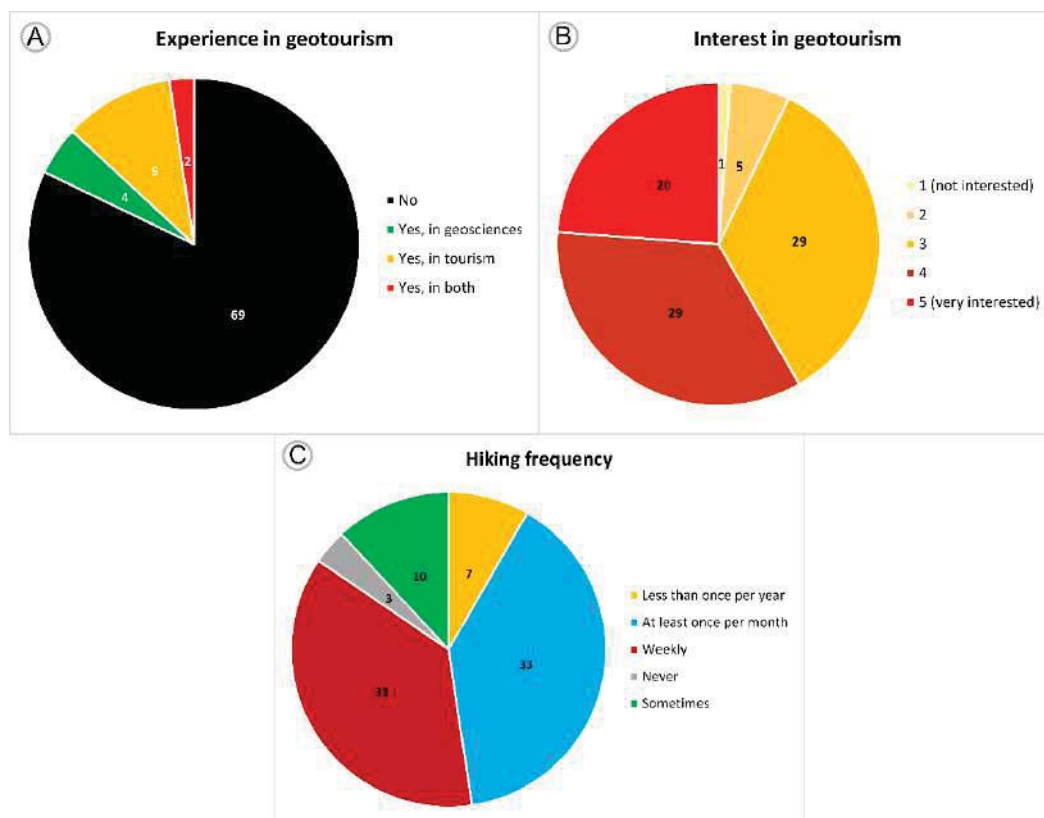 A
Experience in geotourism
9
4
2
69
No
Yes, in geosciences
Yes, in tourism
Yes, in both
B
Interest in geotourism
1
5
20
29
29
1 (not interested)
2
3
4
5 (very interested)
C
Hiking frequency
10
7
3
33
31
Less than once per year
At least once per month
Weekly
Never
Sometimes